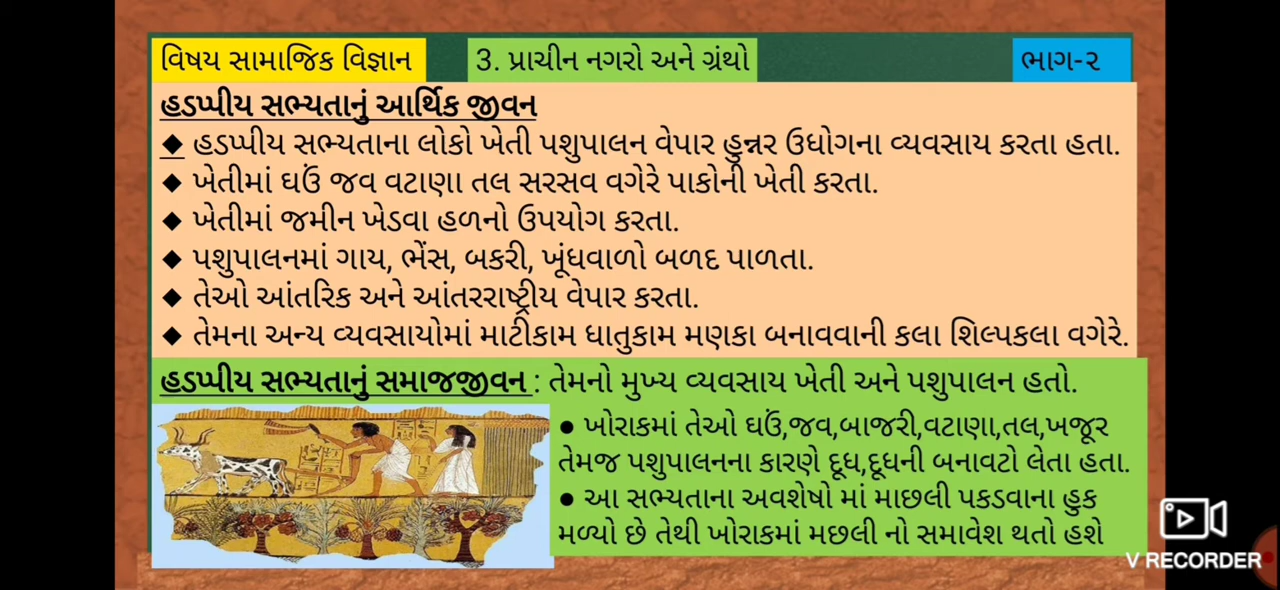 વિષય સામાજિક વિજ્ઞાન
3. પ્રાચીન નગરો અને ગ્રંથો
ભાગ-૨
હડપ્પીય સભ્યતાનું આર્થિક જીવન
◆ હડપ્પીય સભ્યતાના લોકો ખેતી પશુપાલન વેપાર હુન્નર ઉધોગના વ્યવસાય કરતા હતા.
◆ ખેતીમાં ઘઉં જવ વટાણા તલ સરસવ વગેરે પાકોની ખેતી કરતા.
◆ ખેતીમાં જમીન ખેડવા હળનો ઉપયોગ કરતા.
◆ પશુપાલનમાં ગાય, ભેંસ, બકરી, ખૂંધવાળો બળદ પાળતા.
◆ તેઓ આંતરિક અને આંતરરાષ્ટ્રીય વેપાર કરતા.
◆ તેમના અન્ય વ્યવસાયોમાં માટીકામ ધાતુકામ મણકા બનાવવાની કલા શિલ્પકલા વગેરે.
હડપ્પીય સભ્યતાનું સમાજજીવન : તેમનો મુખ્ય વ્યવસાય ખેતી અને પશુપાલન હતો.
● ખોરાકમાં તેઓ ઘઉં,જવ,બાજરી,વટાણા,તલ,ખજૂર
તેમજ પશુપાલનના કારણે દૂધ,દૂધની બનાવટો લેતા હતા.
● આ સભ્યતાના અવશેષો માં માછલી પકડવાના હુક
મળ્યો છે તેથી ખોરાકમાં મછલી નો સમાવેશ થતો હશે
V RECORDER